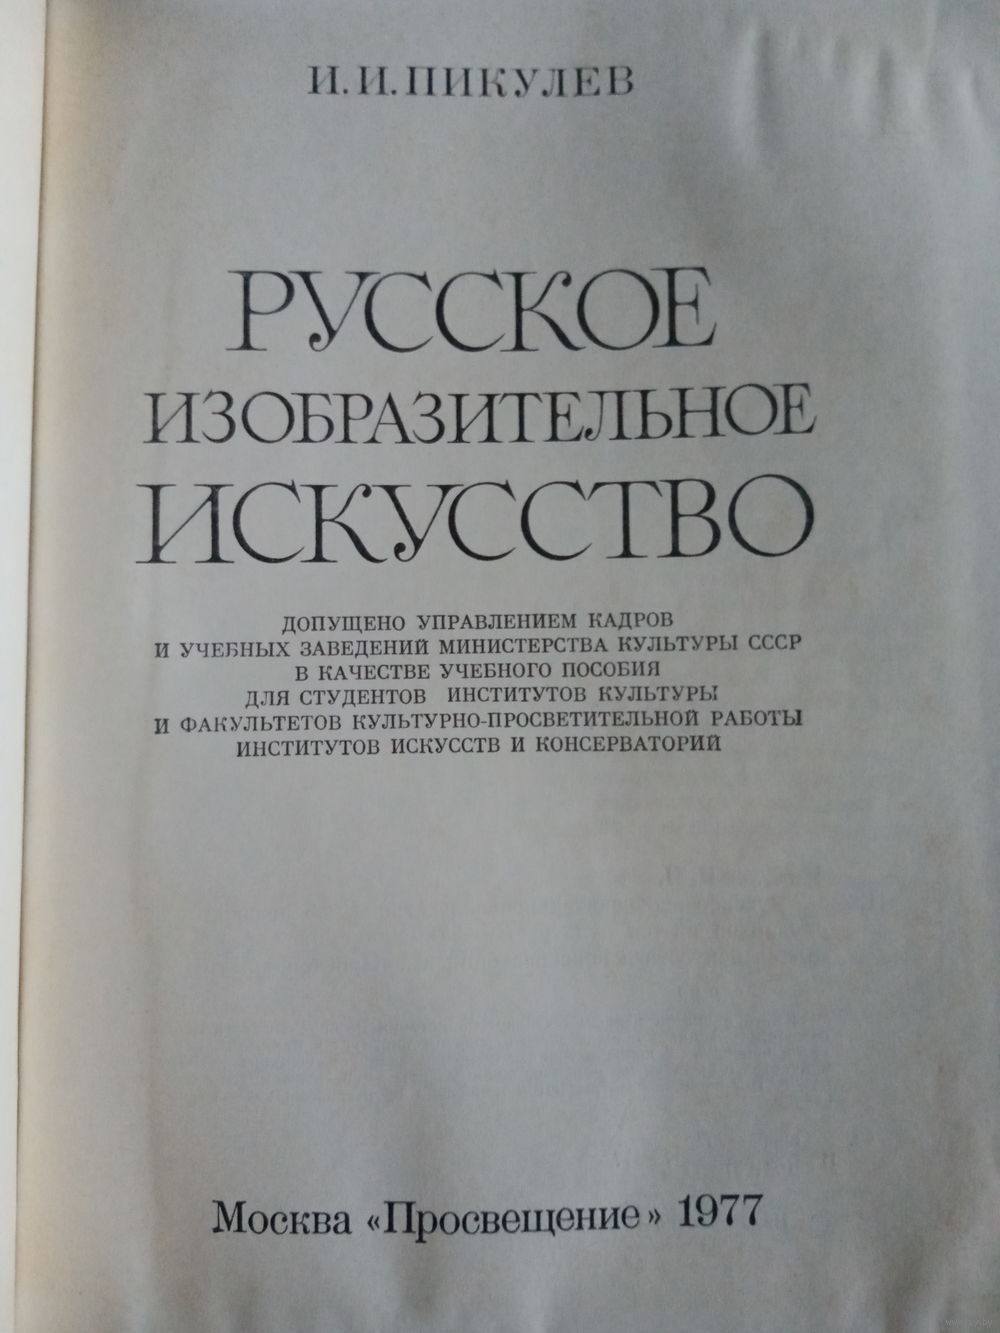 И. И. ПИКУЛЕВ
РУССКОЕ
ИЗОБРАЗИТЕЛЬНОЕ
ИСКУССТВО
ДОПУЩЕНО УПРАВЛЕНИЕМ КАДРОВ
И УЧЕБНЫХ ЗАВЕДЕНИЙ МИНИСТЕРСТВА КУЛЬТУРЫ СССР
В КАЧЕСТВЕ УЧЕБНОГО ПОСОБИЯ
ДЛЯ СТУДЕНТОВ ИНСТИТУТОВ КУЛЬТУРЫ
И ФАКУЛЬТЕТОВ КУЛЬТУРНО-ПРОСВЕТИТЕЛЬНОЙ РАБОТЫ
ИНСТИТУТОВ ИСКУССТВ И КОНСЕРВАТОРИЙ
Москва «Просвещение» 1977